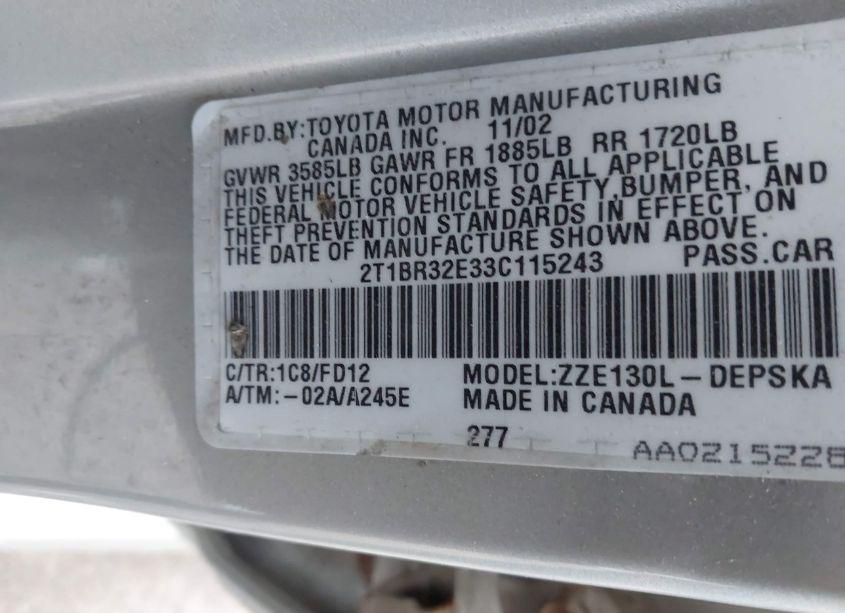 MFD.BY:TOYOTA MOTOR MANUFACTURING
CANADA INC. 11/02
GVWR 3585LB GAWR FR 1885LB RR 1720LB
THIS VEHICLE CONFORMS TO ALL APPLICABLE
FEDERAL MOTOR VEHICLE SAFETY,BUMPER, AND
THEFT PREVENTION STANDARDS IN EFFECT ON
THE DATE OF MANUFACTURE SHOWN ABOVE.
2T1BR32E33C115243 PASS.CAR
C/TR:1C8/FD12 MODEL:ZZE130L-DEPSKA
A/TM:-02A/A245E MADE IN CANADA
277 AA0215228